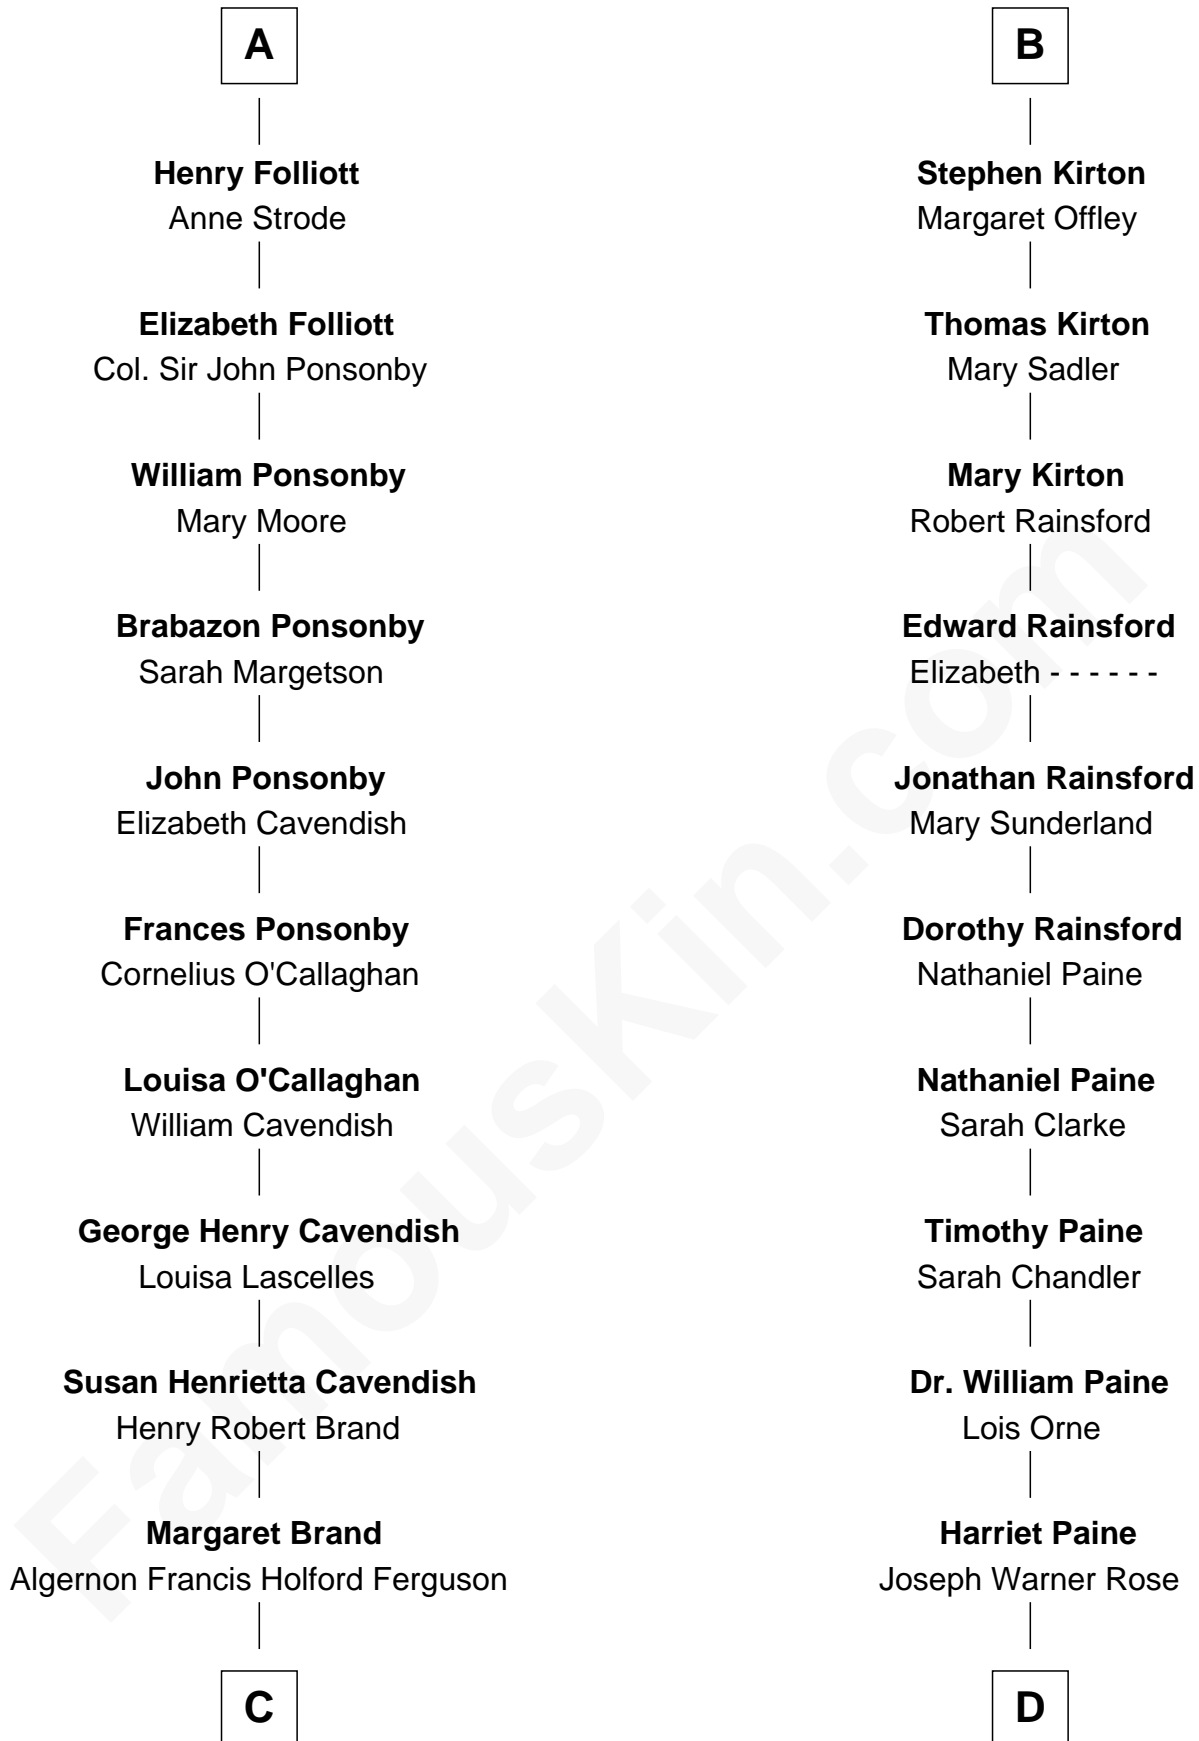 A
Henry Folliott
Anne Strode
Elizabeth Folliott
Col. Sir John Ponsonby
William Ponsonby
Mary Moore
Brabazon Ponsonby
Sarah Margetson
John Ponsonby
Elizabeth Cavendish
Frances Ponsonby
Cornelius O'Callaghan
Louisa O'Callaghan
William Cavendish
George Henry Cavendish
Louisa Lascelles
Susan Henrietta Cavendish
Henry Robert Brand
Margaret Brand
Algernon Francis Holford Ferguson
C
B
Stephen Kirton
Margaret Offley
Thomas Kirton
Mary Sadler
Mary Kirton
Robert Rainsford
Edward Rainsford
Elizabeth - - - - - -
Jonathan Rainsford
Mary Sunderland
Dorothy Rainsford
Nathaniel Paine
Nathaniel Paine
Sarah Clarke
Timothy Paine
Sarah Chandler
Dr. William Paine
Lois Orne
Harriet Paine
Joseph Warner Rose
D
FamousKin.com